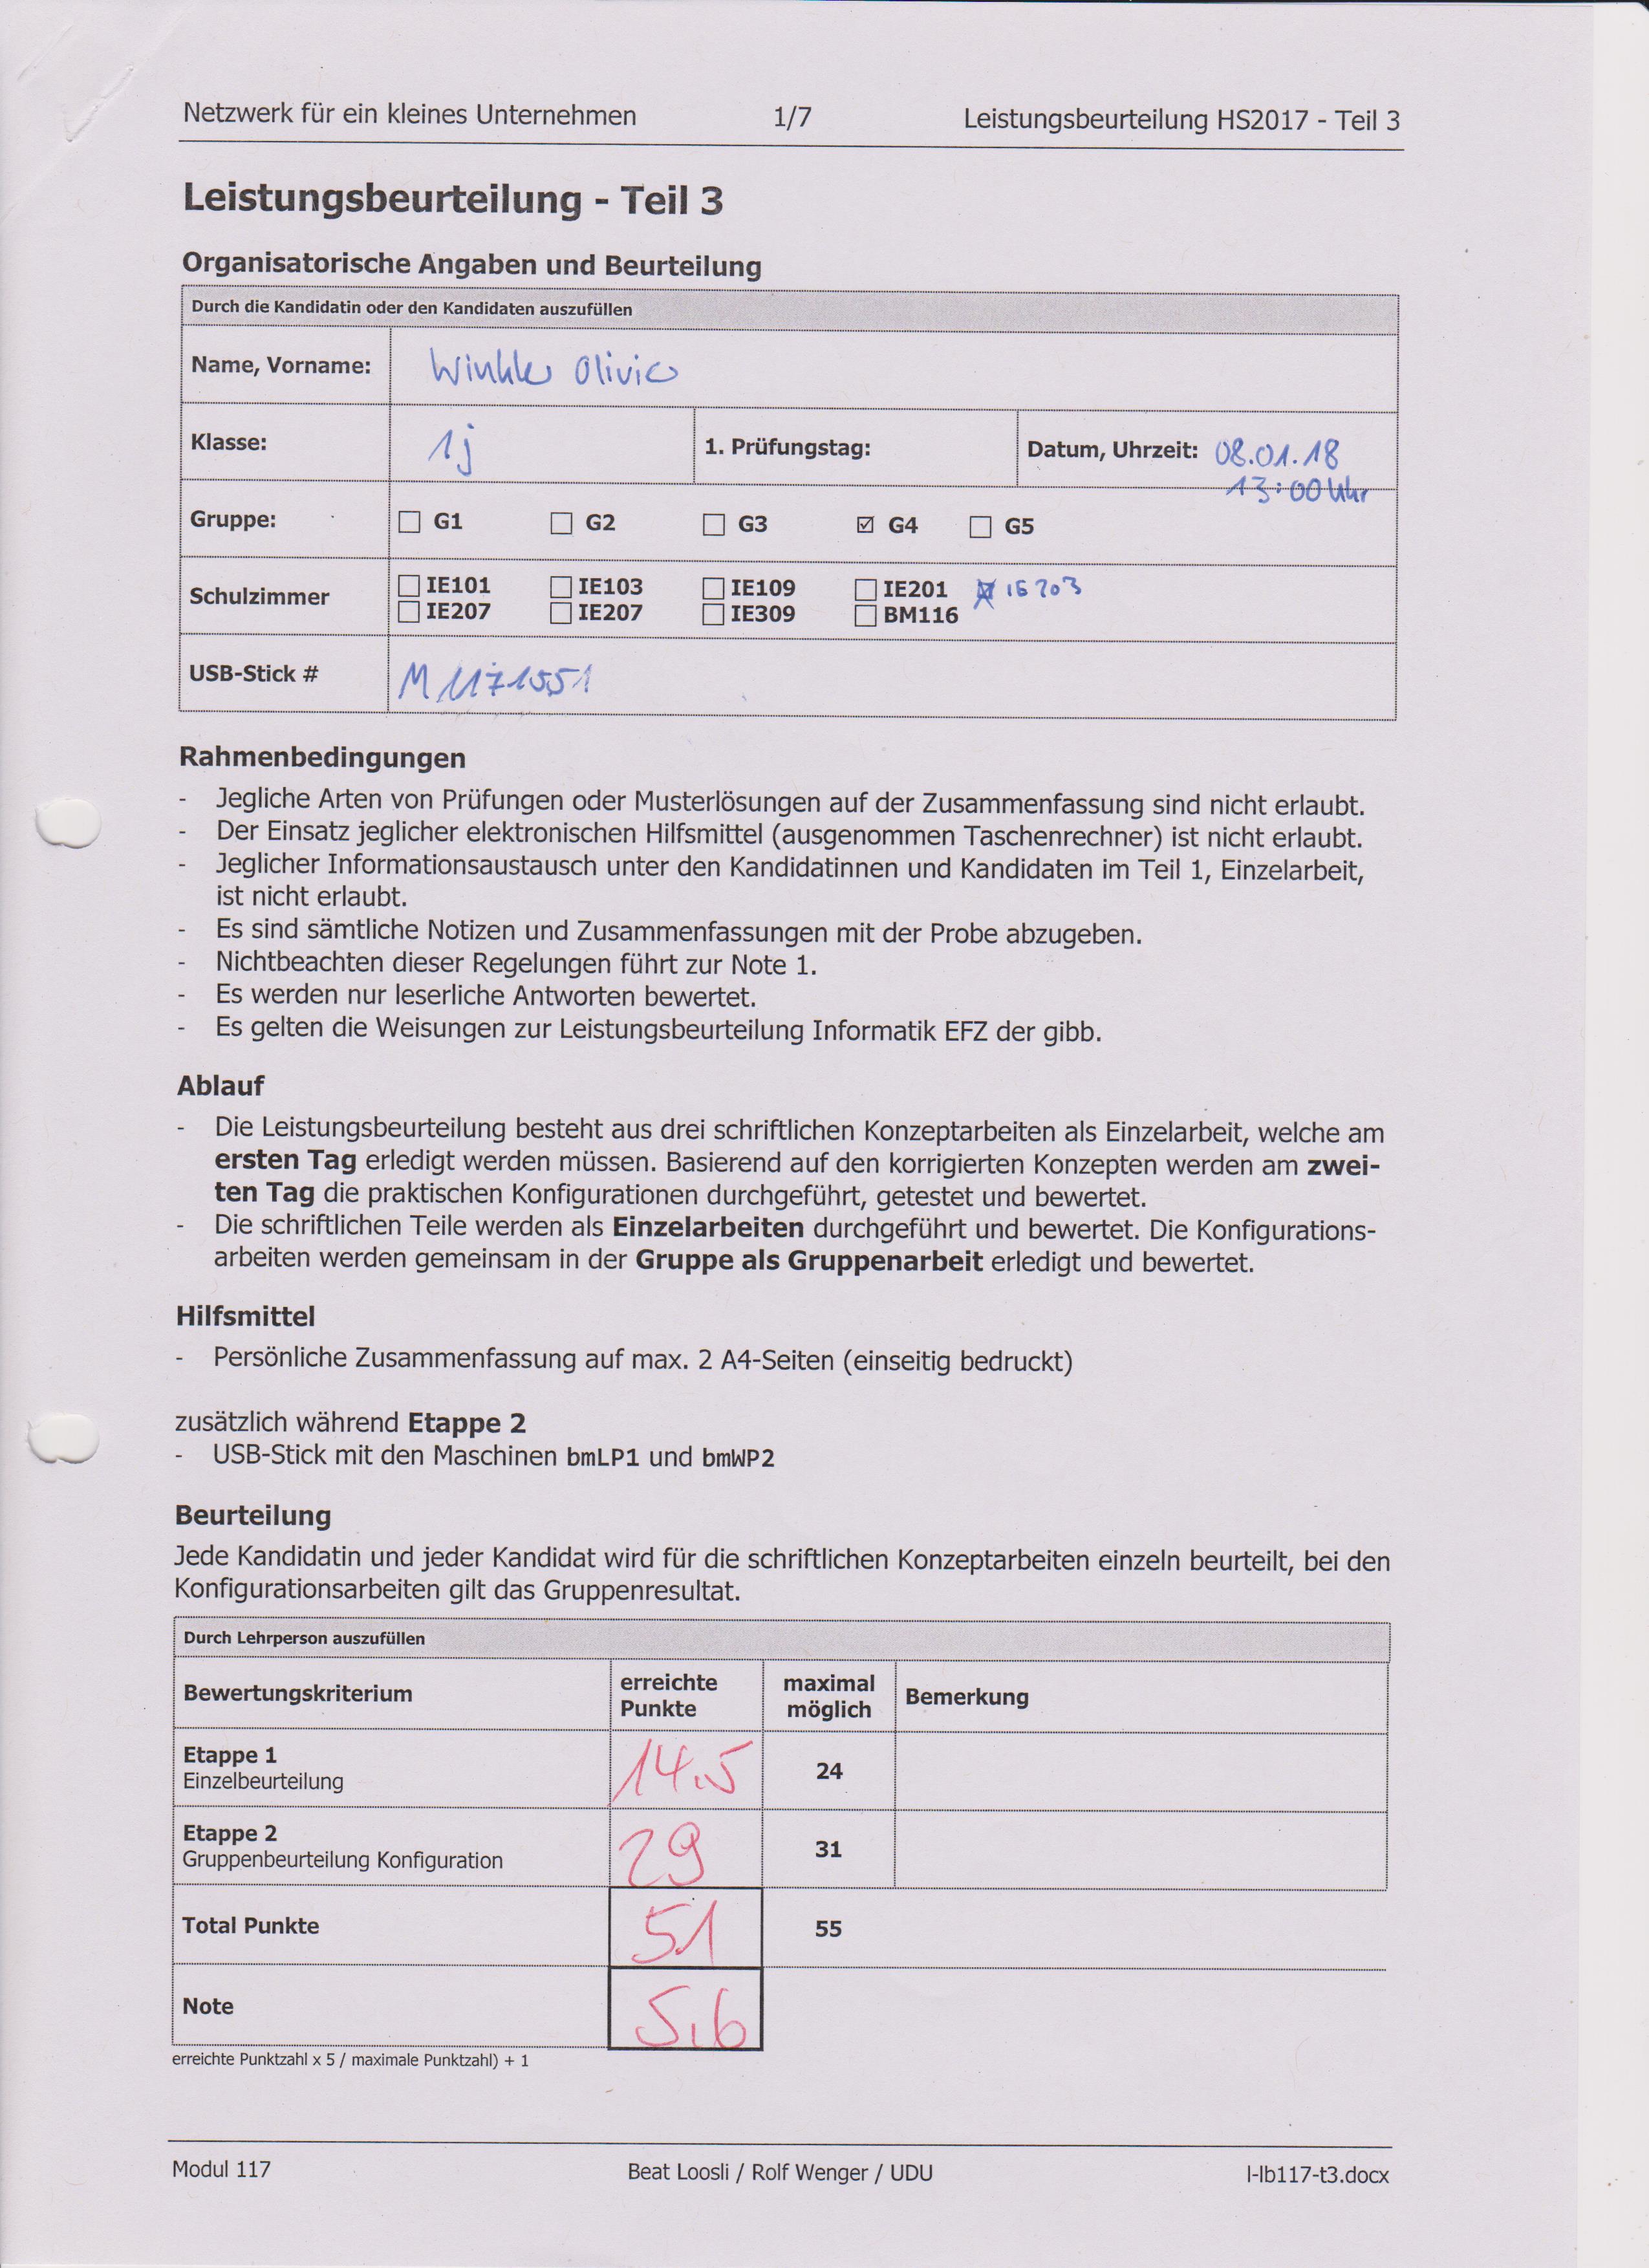 Netzwerk für ein kleines Unternehmen 1/7 Leistungsbeurteilung HS2017 - Teil 3
Leistungsbeurteilung - Teil 3
Organisatorische Angaben und Beurteilung
Durch die Kandidatin oder den Kandidaten auszufüllen
Name, Vorname: Winkler Olivier
Klasse: 1j 1. Prüfungstag: Datum, Uhrzeit: 08.01.18
13:00 Uhr
Gruppe: ☐ G1 ☐ G2 ☐ G3 ☑ G4 ☐ G5
Schulzimmer ☐ IE101 ☐ IE103 ☐ IE109 ☐ IE201 ☒ IE203
☐ IE207 ☐ IE207 ☐ IE309 ☐ BM116
USB-Stick # M1171551
Rahmenbedingungen
- Jegliche Arten von Prüfungen oder Musterlösungen auf der Zusammenfassung sind nicht erlaubt.
- Der Einsatz jeglicher elektronischen Hilfsmittel (ausgenommen Taschenrechner) ist nicht erlaubt.
- Jeglicher Informationsaustausch unter den Kandidatinnen und Kandidaten im Teil 1, Einzelarbeit,
ist nicht erlaubt.
- Es sind sämtliche Notizen und Zusammenfassungen mit der Probe abzugeben.
- Nichtbeachten dieser Regelungen führt zur Note 1.
- Es werden nur leserliche Antworten bewertet.
- Es gelten die Weisungen zur Leistungsbeurteilung Informatik EFZ der gibb.
Ablauf
- Die Leistungsbeurteilung besteht aus drei schriftlichen Konzeptarbeiten als Einzelarbeit, welche am
ersten Tag erledigt werden müssen. Basierend auf den korrigierten Konzepten werden am zwei-
ten Tag die praktischen Konfigurationen durchgeführt, getestet und bewertet.
- Die schriftlichen Teile werden als Einzelarbeiten durchgeführt und bewertet. Die Konfigurations-
arbeiten werden gemeinsam in der Gruppe als Gruppenarbeit erledigt und bewertet.
Hilfsmittel
- Persönliche Zusammenfassung auf max. 2 A4-Seiten (einseitig bedruckt)
zusätzlich während Etappe 2
- USB-Stick mit den Maschinen bmLP1 und bmWP2
Beurteilung
Jede Kandidatin und jeder Kandidat wird für die schriftlichen Konzeptarbeiten einzeln beurteilt, bei den
Konfigurationsarbeiten gilt das Gruppenresultat.
Durch Lehrperson auszufüllen
Bewertungskriterium erreichte Punkte maximal möglich Bemerkung
Etappe 1 14.5 24
Einzelbeurteilung
Etappe 2 29 31
Gruppenbeurteilung Konfiguration
Total Punkte 51 55
Note 5.6
erreichte Punktzahl x 5 / maximale Punktzahl) + 1
Modul 117 Beat Loosli / Rolf Wenger / UDU l-lb117-t3.docx